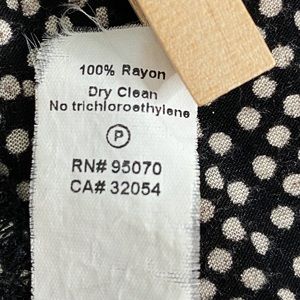 100% Rayon
Dry Clean
No trichloroethylene
P
RN# 95070
CA# 32054